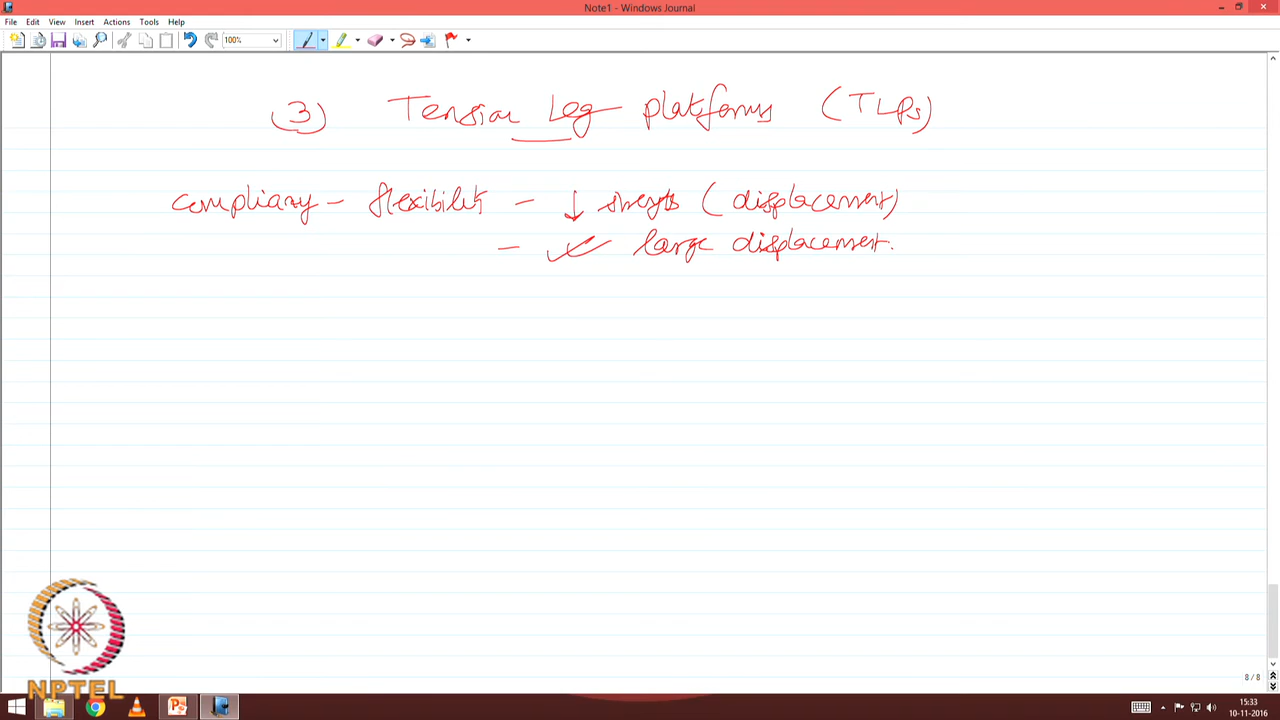 Note1 - Windows Journal
File Edit View Insert Actions Tools Help
100%
(3) Tension Leg platforms (TLPs)
compliancy - flexibility - ↓ (displacement)
- ✓ large displacement.
8 / 8
NPTEL
15:33
10-11-2016